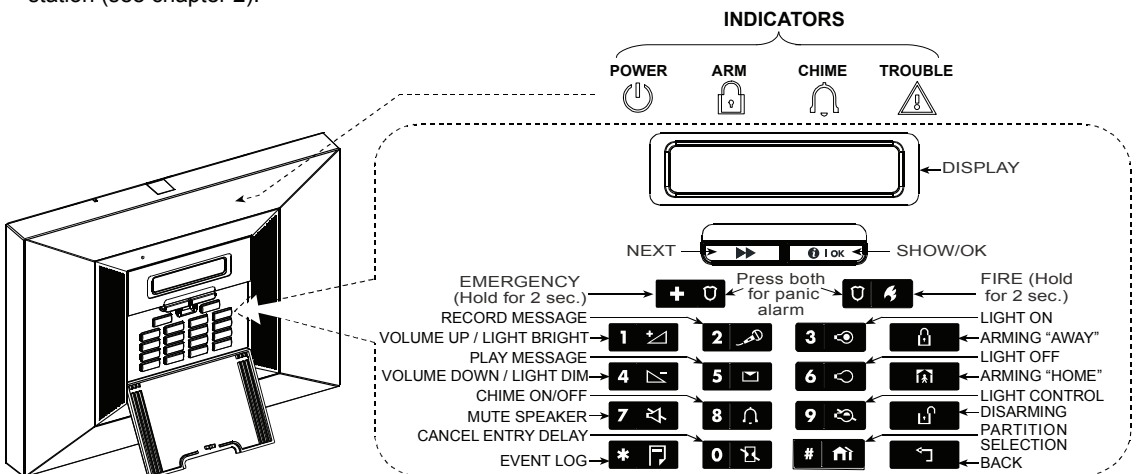 station (see chapter 2).
INDICATORS
POWER ARM CHIME TROUBLE
DISPLAY
NEXT
i | OK
SHOW/OK
EMERGENCY
(Hold for 2 sec.)
Press both
for panic
alarm
FIRE (Hold
for 2 sec.)
RECORD MESSAGE
LIGHT ON
VOLUME UP / LIGHT BRIGHT
1 2 3
ARMING “AWAY”
PLAY MESSAGE
LIGHT OFF
VOLUME DOWN / LIGHT DIM
4 5 6
ARMING “HOME”
CHIME ON/OFF
LIGHT CONTROL
MUTE SPEAKER
7 8 9
DISARMING
CANCEL ENTRY DELAY
PARTITION
SELECTION
EVENT LOG
* 0 #
BACK